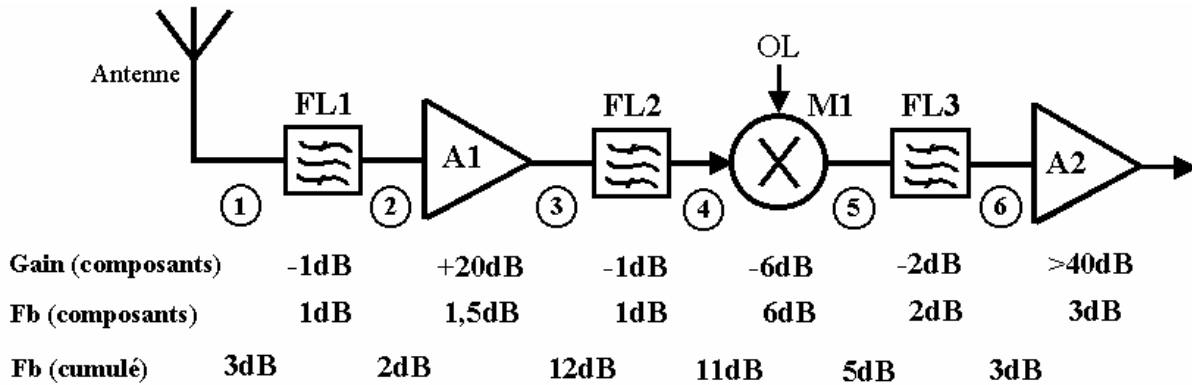 OL
Antenne
FL1 FL2 M1 FL3
A1 A2
1 2 3 4 5 6
Gain (composants) -1dB +20dB -1dB -6dB -2dB >40dB
Fb (composants) 1dB 1,5dB 1dB 6dB 2dB 3dB
Fb (cumulé) 3dB 2dB 12dB 11dB 5dB 3dB